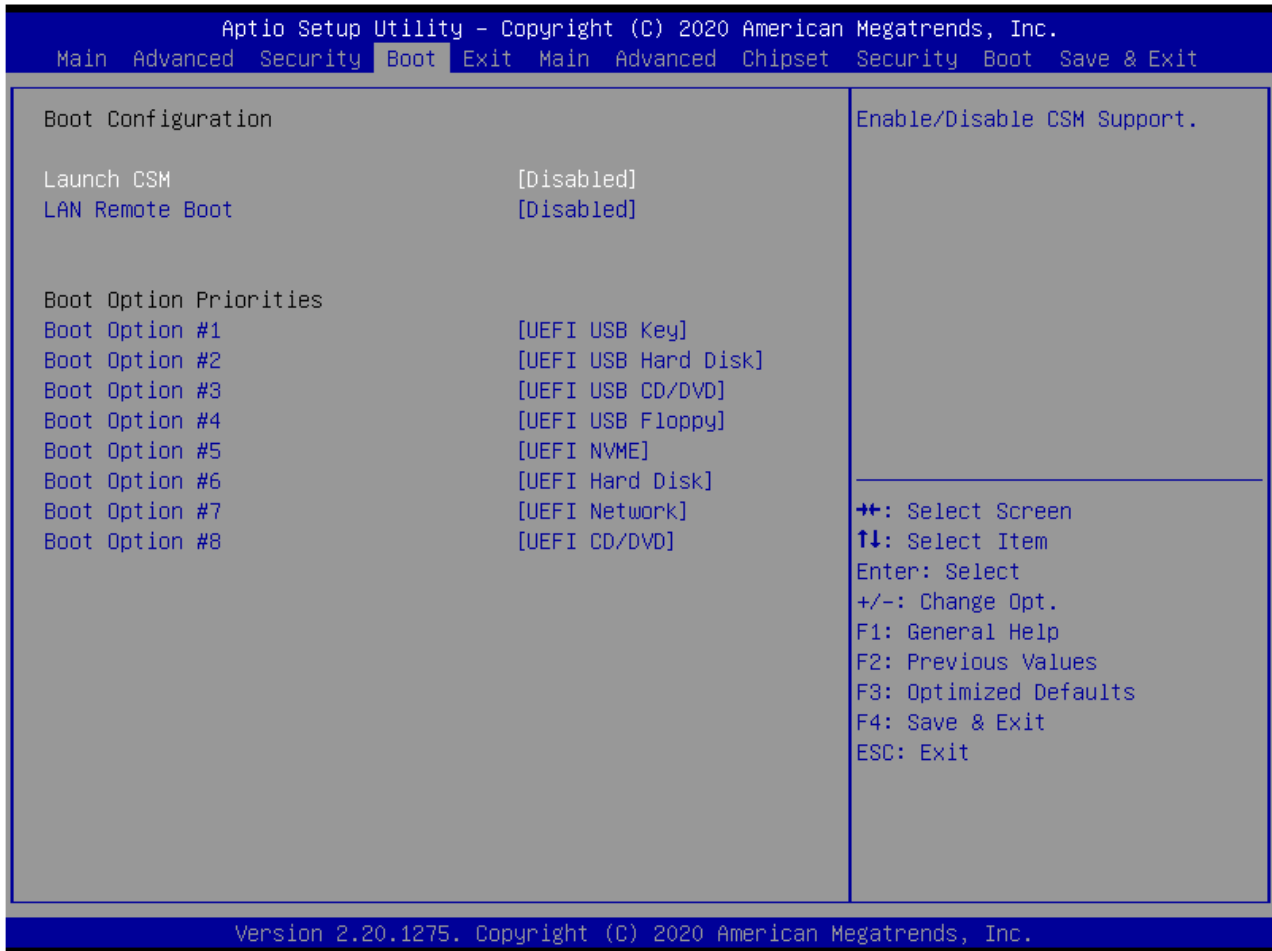 Aptio Setup Utility – Copyright (C) 2020 American Megatrends, Inc.
Main Advanced Security Boot Exit Main Advanced Chipset Security Boot Save & Exit
Boot Configuration
Launch CSM [Disabled]
LAN Remote Boot [Disabled]
Boot Option Priorities
Boot Option #1 [UEFI USB Key]
Boot Option #2 [UEFI USB Hard Disk]
Boot Option #3 [UEFI USB CD/DVD]
Boot Option #4 [UEFI USB Floppy]
Boot Option #5 [UEFI NVME]
Boot Option #6 [UEFI Hard Disk]
Boot Option #7 [UEFI Network]
Boot Option #8 [UEFI CD/DVD]
Enable/Disable CSM Support.
→←: Select Screen
↑↓: Select Item
Enter: Select
+/-: Change Opt.
F1: General Help
F2: Previous Values
F3: Optimized Defaults
F4: Save & Exit
ESC: Exit
Version 2.20.1275. Copyright (C) 2020 American Megatrends, Inc.